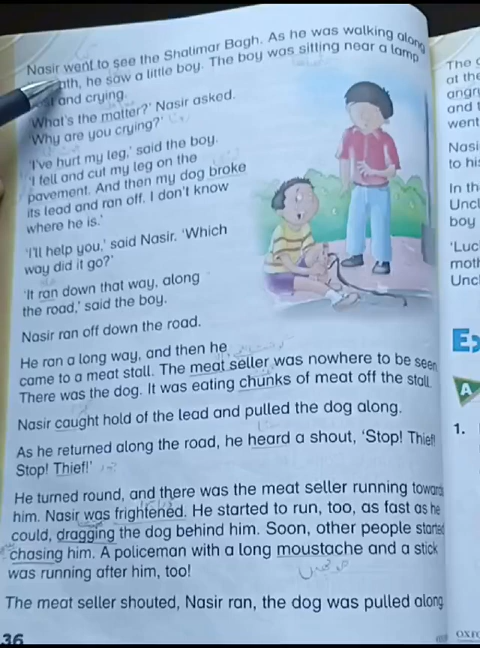 Nasir went to see the Shalimar Bagh. As he was walking along
he saw a little boy. The boy was sitting near a lamp
and crying.
'What's the matter?' Nasir asked.
'Why are you crying?'
'I've hurt my leg,' said the boy.
'I fell and cut my leg on the
pavement. And then my dog broke
its lead and ran off. I don't know
where he is.'
'I'll help you,' said Nasir. 'Which
way did it go?'
'It ran down that way, along
the road,' said the boy.
Nasir ran off down the road.
He ran a long way, and then he
came to a meat stall. The meat seller was nowhere to be seen
There was the dog. It was eating chunks of meat off the stall.
Nasir caught hold of the lead and pulled the dog along.
As he returned along the road, he heard a shout, 'Stop! Thief!
Stop! Thief!'
He turned round, and there was the meat seller running towards
him. Nasir was frightened. He started to run, too, as fast as he
could, dragging the dog behind him. Soon, other people started
chasing him. A policeman with a long moustache and a stick
was running after him, too!
The meat seller shouted, Nasir ran, the dog was pulled along
36
The
at the
angry
and
went
Nasi
to hi
In th
Uncl
boy
'Luc
moth
Uncl
Ex
A
1.
OXFO